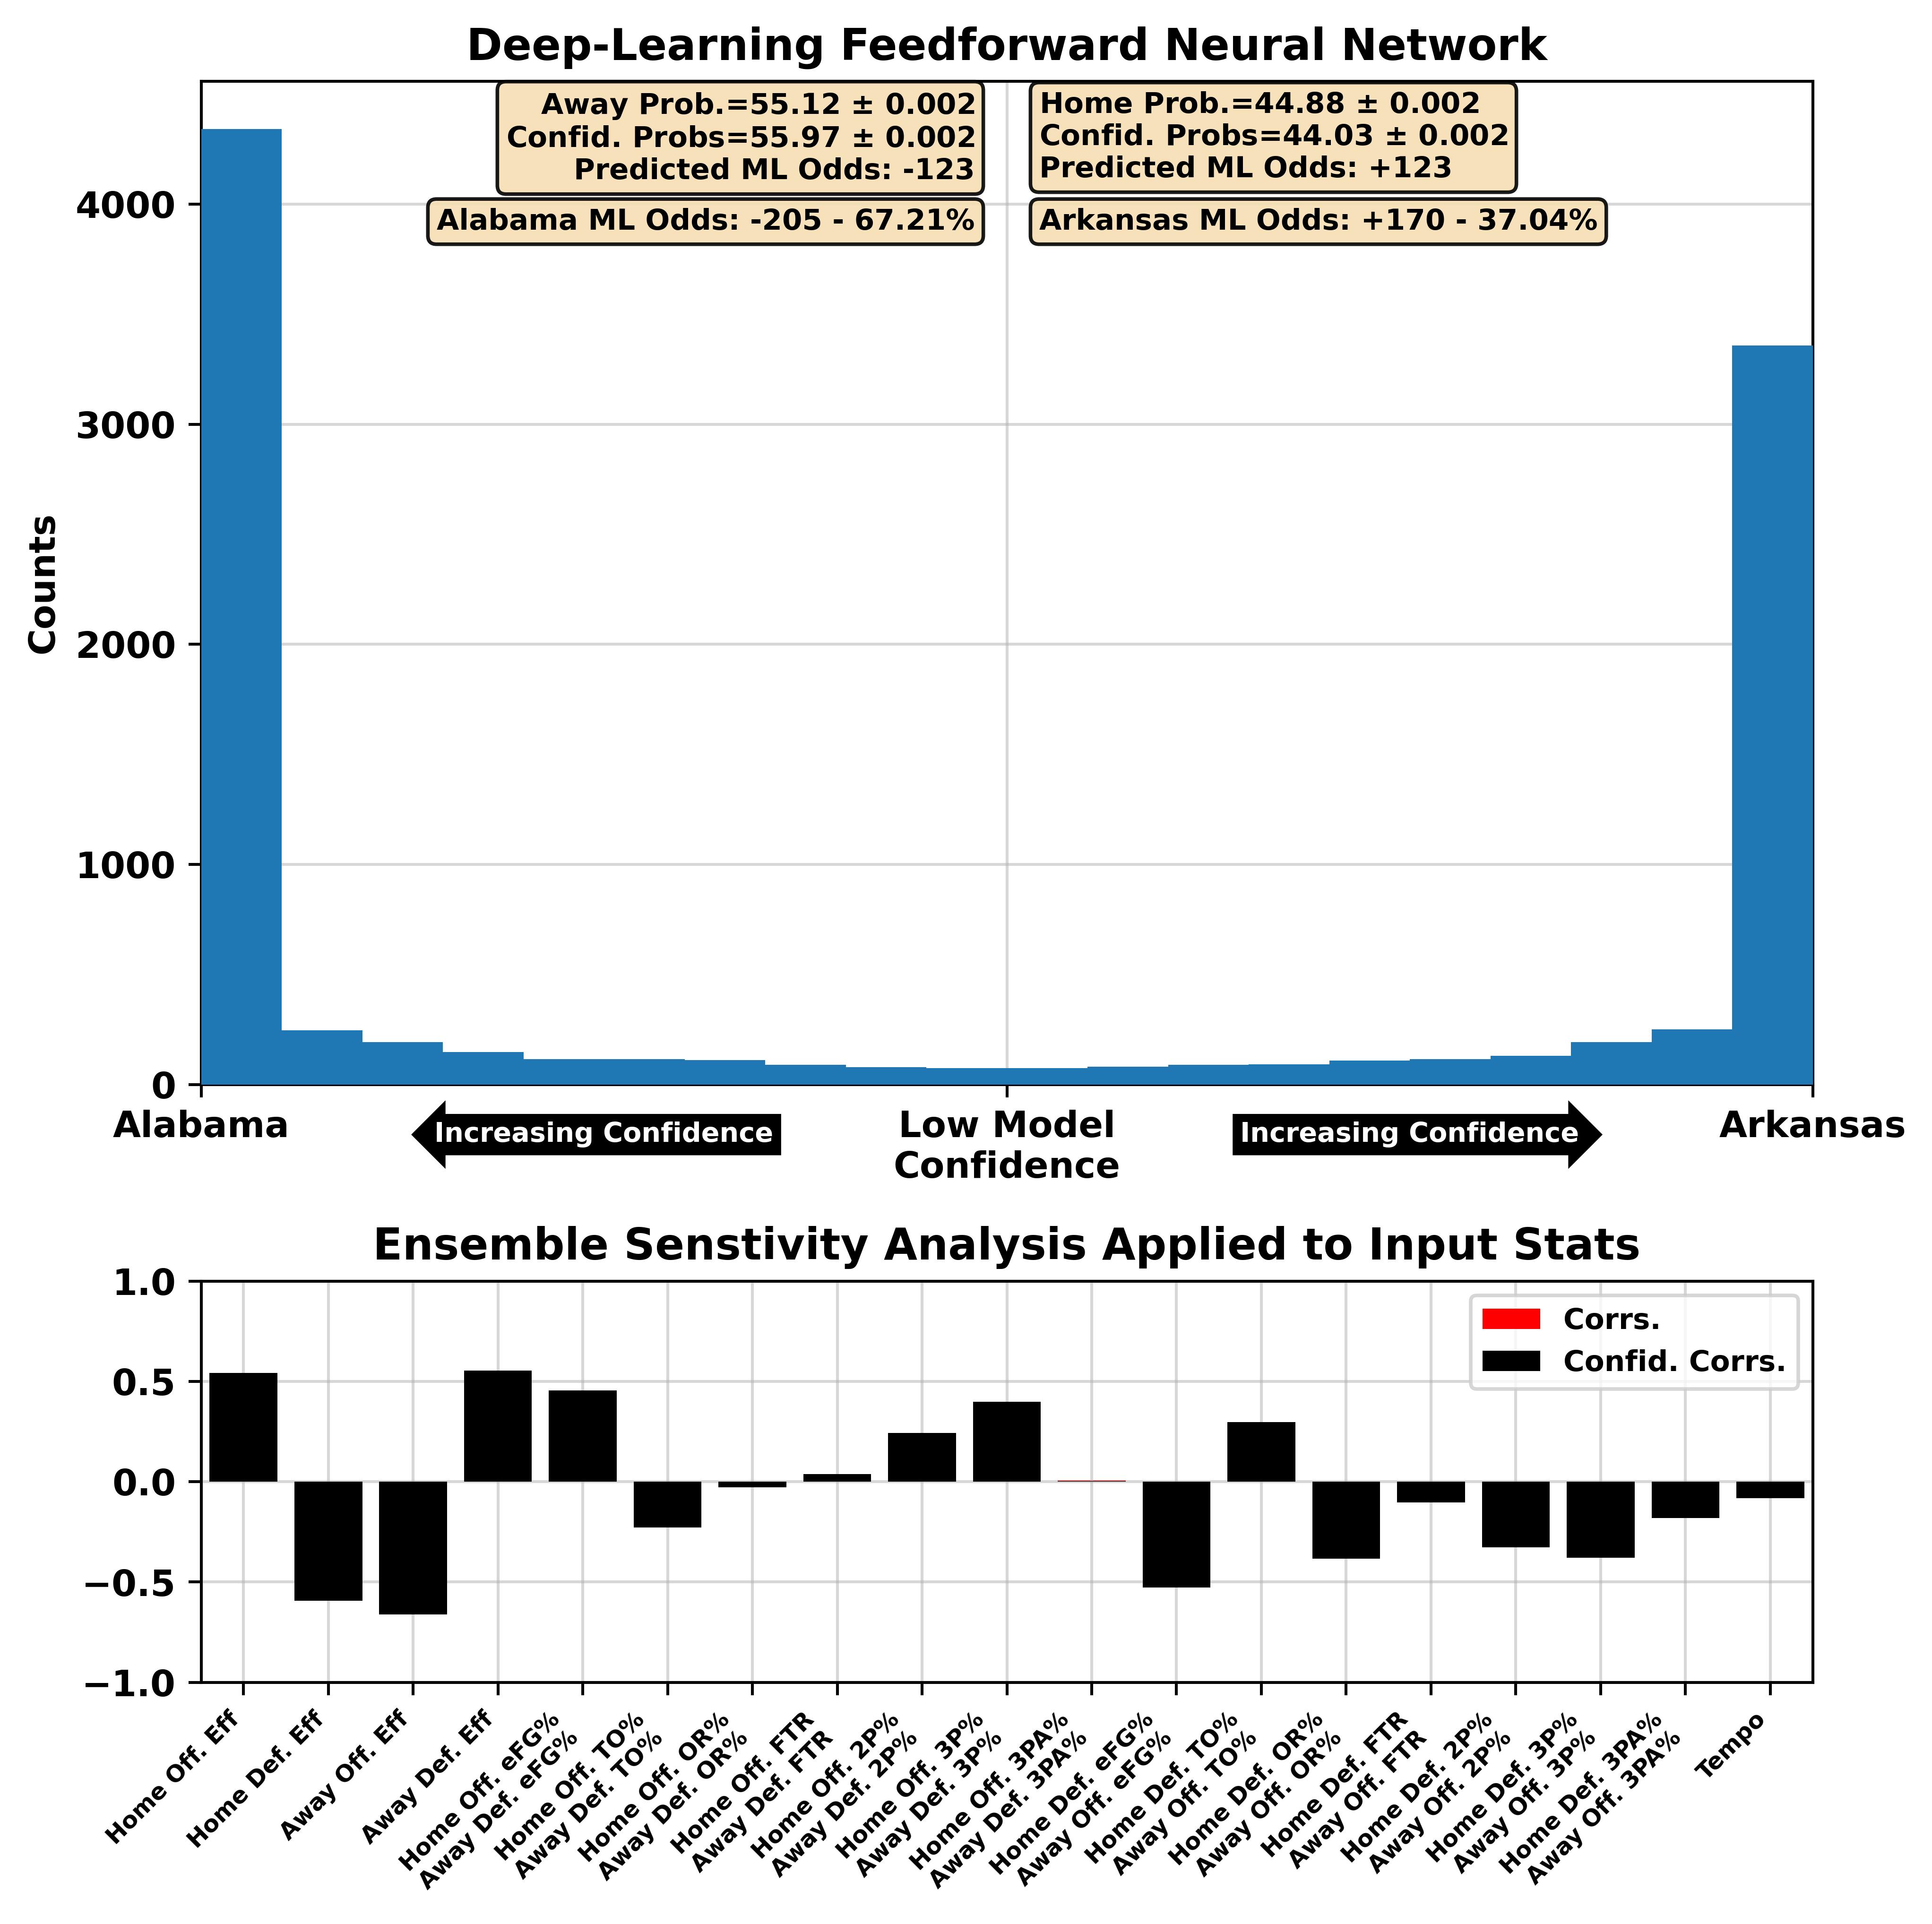 Deep-Learning Feedforward Neural Network
Away Prob.=55.12 ± 0.002
Confid. Probs=55.97 ± 0.002
Predicted ML Odds: -123
Home Prob.=44.88 ± 0.002
Confid. Probs=44.03 ± 0.002
Predicted ML Odds: +123
Alabama ML Odds: -205 - 67.21%
Arkansas ML Odds: +170 - 37.04%
Counts
4000
3000
2000
1000
0
Alabama
Increasing Confidence
Low Model
Confidence
Increasing Confidence
Arkansas
Ensemble Senstivity Analysis Applied to Input Stats
1.0
0.5
0.0
−0.5
−1.0
Corrs.
Confid. Corrs.
Home Off. Eff
Home Def. Eff
Away Off. Eff
Away Def. Eff
Home Off. eFG%
Away Def. eFG%
Home Off. TO%
Away Def. TO%
Home Off. OR%
Away Def. OR%
Home Off. FTR
Away Def. FTR
Home Off. 2P%
Away Def. 2P%
Home Off. 3P%
Away Def. 3P%
Home Off. 3PA%
Away Def. 3PA%
Home Def. eFG%
Away Off. eFG%
Home Def. TO%
Away Off. TO%
Home Def. OR%
Away Off. OR%
Home Def. FTR
Away Off. FTR
Home Def. 2P%
Away Off. 2P%
Home Def. 3P%
Away Off. 3P%
Home Def. 3PA%
Away Off. 3PA%
Tempo